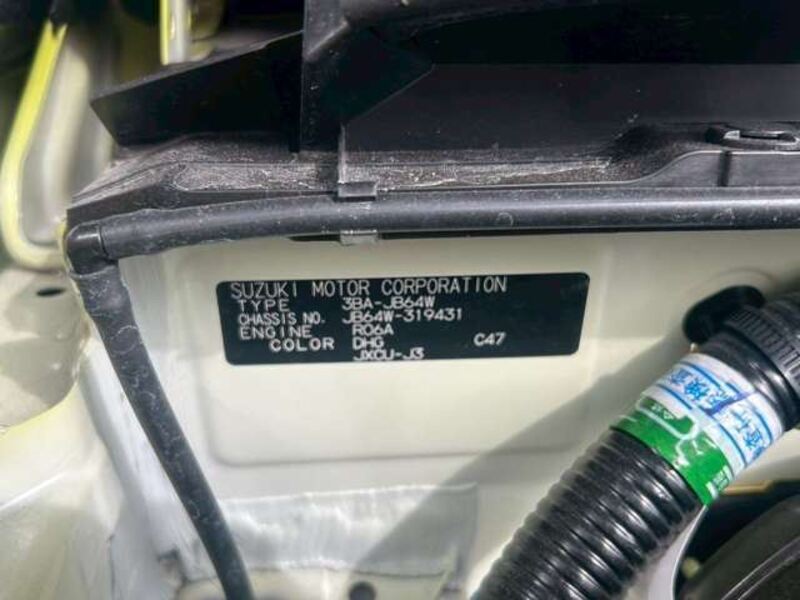 SUZUKI MOTOR CORPORATION
TYPE 3BA-JB64W
CHASSIS NO. JB64W-319431
ENGINE R06A
COLOR DHG C47
JXCU-J3